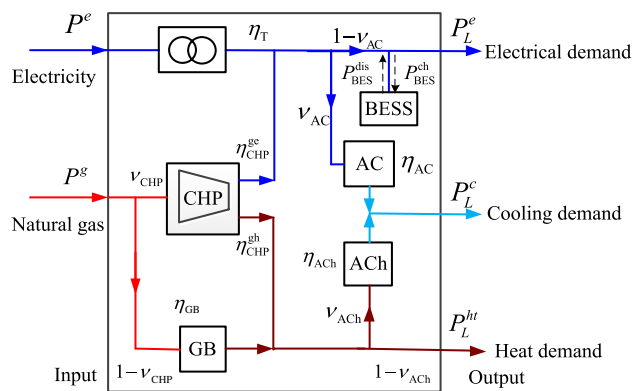 P^e η_T 1−ν_AC P_L^e
Electricity Electrical demand
P_BES^dis P_BES^ch
BESS
ν_AC
η_CHP^ge
AC η_AC
P^g ν_CHP
CHP P_L^c
Natural gas Cooling demand
η_CHP^gh
η_ACh ACh
η_GB ν_ACh
GB P_L^ht
Heat demand
Input 1−ν_CHP 1−ν_ACh Output